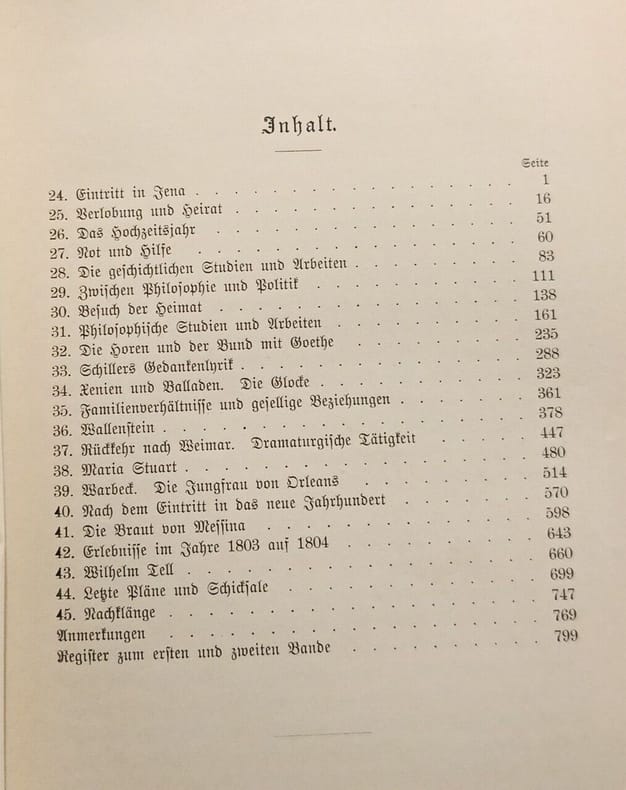 Inhalt.
Seite
24. Eintritt in Jena . . . . . . . . . . . . 1
25. Verlobung und Heirat . . . . . . . . . . . 16
26. Das Hochzeitsjahr . . . . . . . . . . . 51
27. Not und Hilfe . . . . . . . . . . . . 60
28. Die geschichtlichen Studien und Arbeiten . . . . . . . 83
29. Zwischen Philosophie und Politik . . . . . . . . 111
30. Besuch der Heimat . . . . . . . . . . . 138
31. Philosophische Studien und Arbeiten . . . . . . . . 161
32. Die Horen und der Bund mit Goethe . . . . . . . 235
33. Schillers Gedankenlyrik . . . . . . . . . . 288
34. Xenien und Balladen. Die Glocke . . . . . . . . 323
35. Familienverhältnisse und gesellige Beziehungen . . . . . . 361
36. Wallenstein . . . . . . . . . . . . . 378
37. Rückkehr nach Weimar. Dramaturgische Tätigkeit . . . . 447
38. Maria Stuart . . . . . . . . . . . . 480
39. Warbeck. Die Jungfrau von Orleans . . . . . . . 514
40. Nach dem Eintritt in das neue Jahrhundert . . . . . . 570
41. Die Braut von Messina . . . . . . . . . . 598
42. Erlebnisse im Jahre 1803 auf 1804 . . . . . . . 643
43. Wilhelm Tell . . . . . . . . . . . . 660
44. Letzte Pläne und Schicksale . . . . . . . . . 699
45. Nachklänge . . . . . . . . . . . . . 747
Anmerkungen . . . . . . . . . . . . . 769
Register zum ersten und zweiten Bande . . . . . . . 799